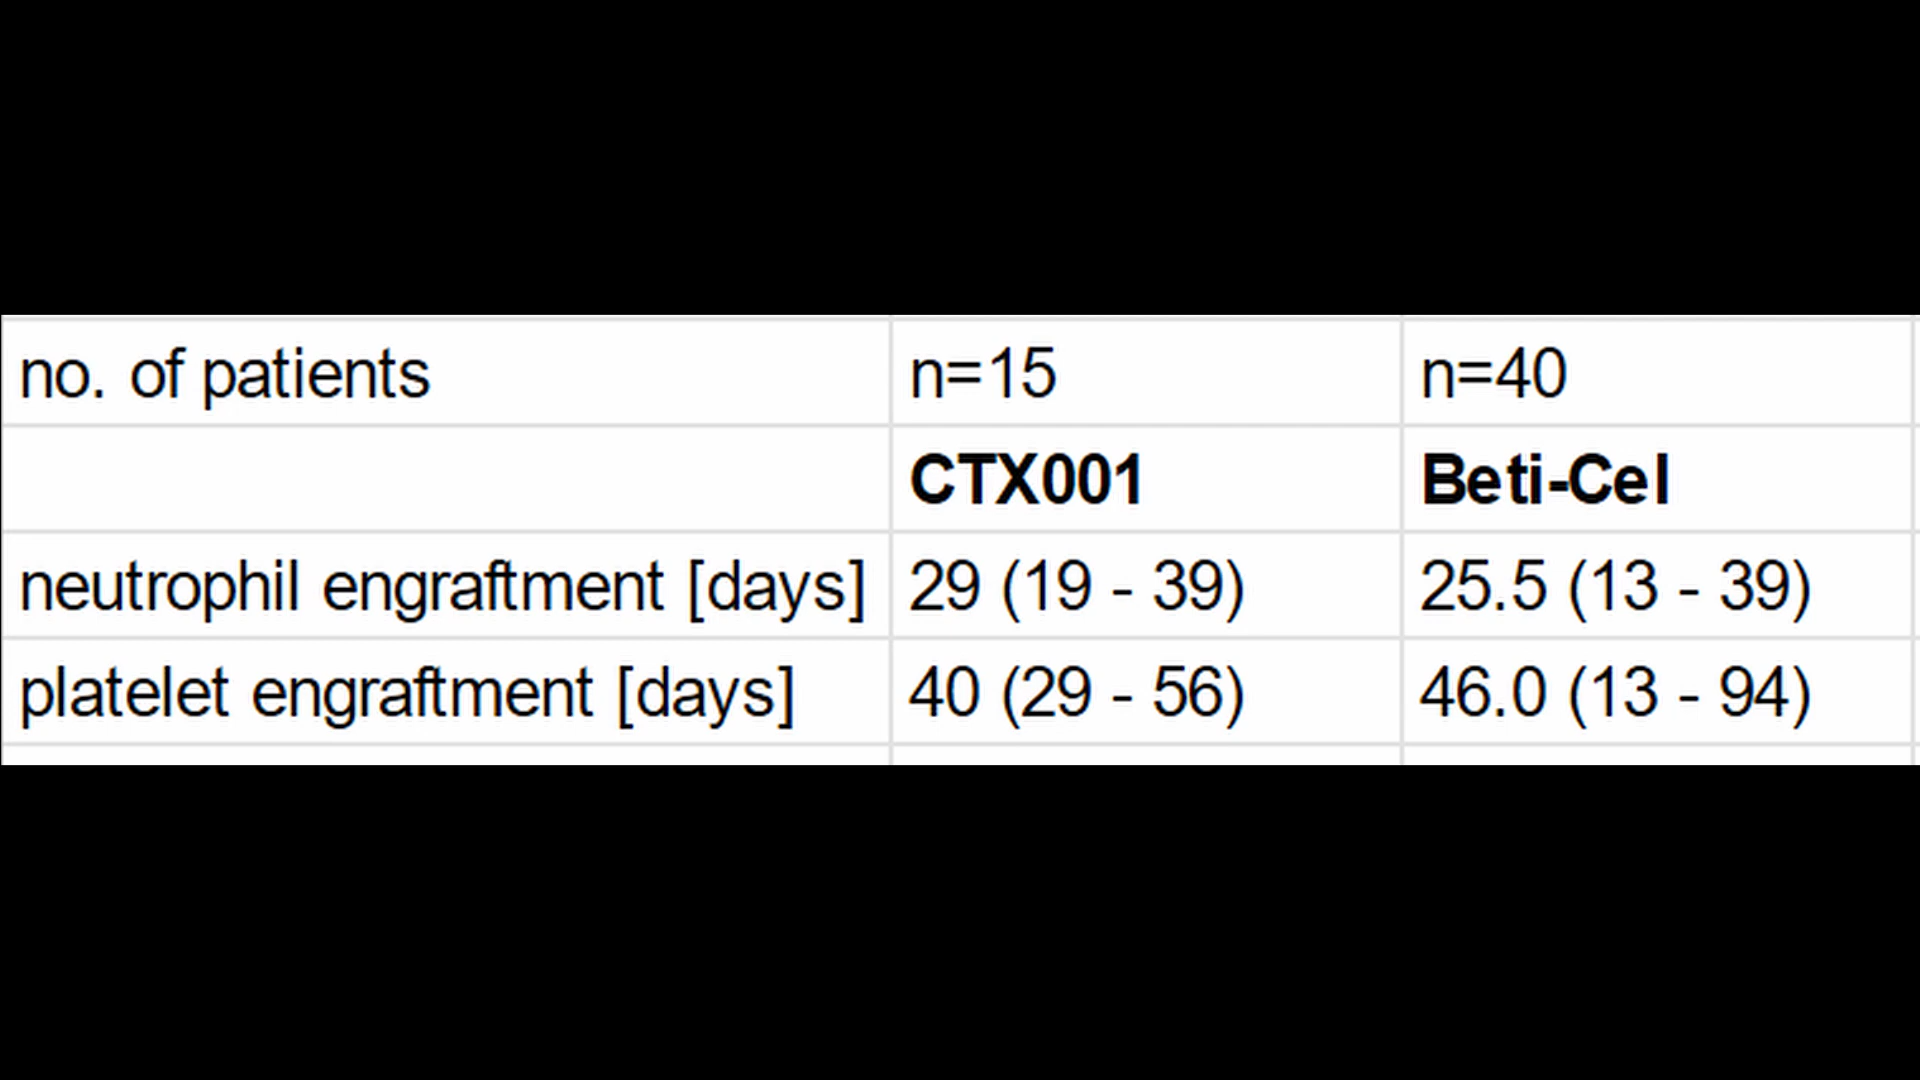 no. of patients n=15 n=40
CTX001 Beti-Cel
neutrophil engraftment [days] 29 (19 - 39) 25.5 (13 - 39)
platelet engraftment [days] 40 (29 - 56) 46.0 (13 - 94)